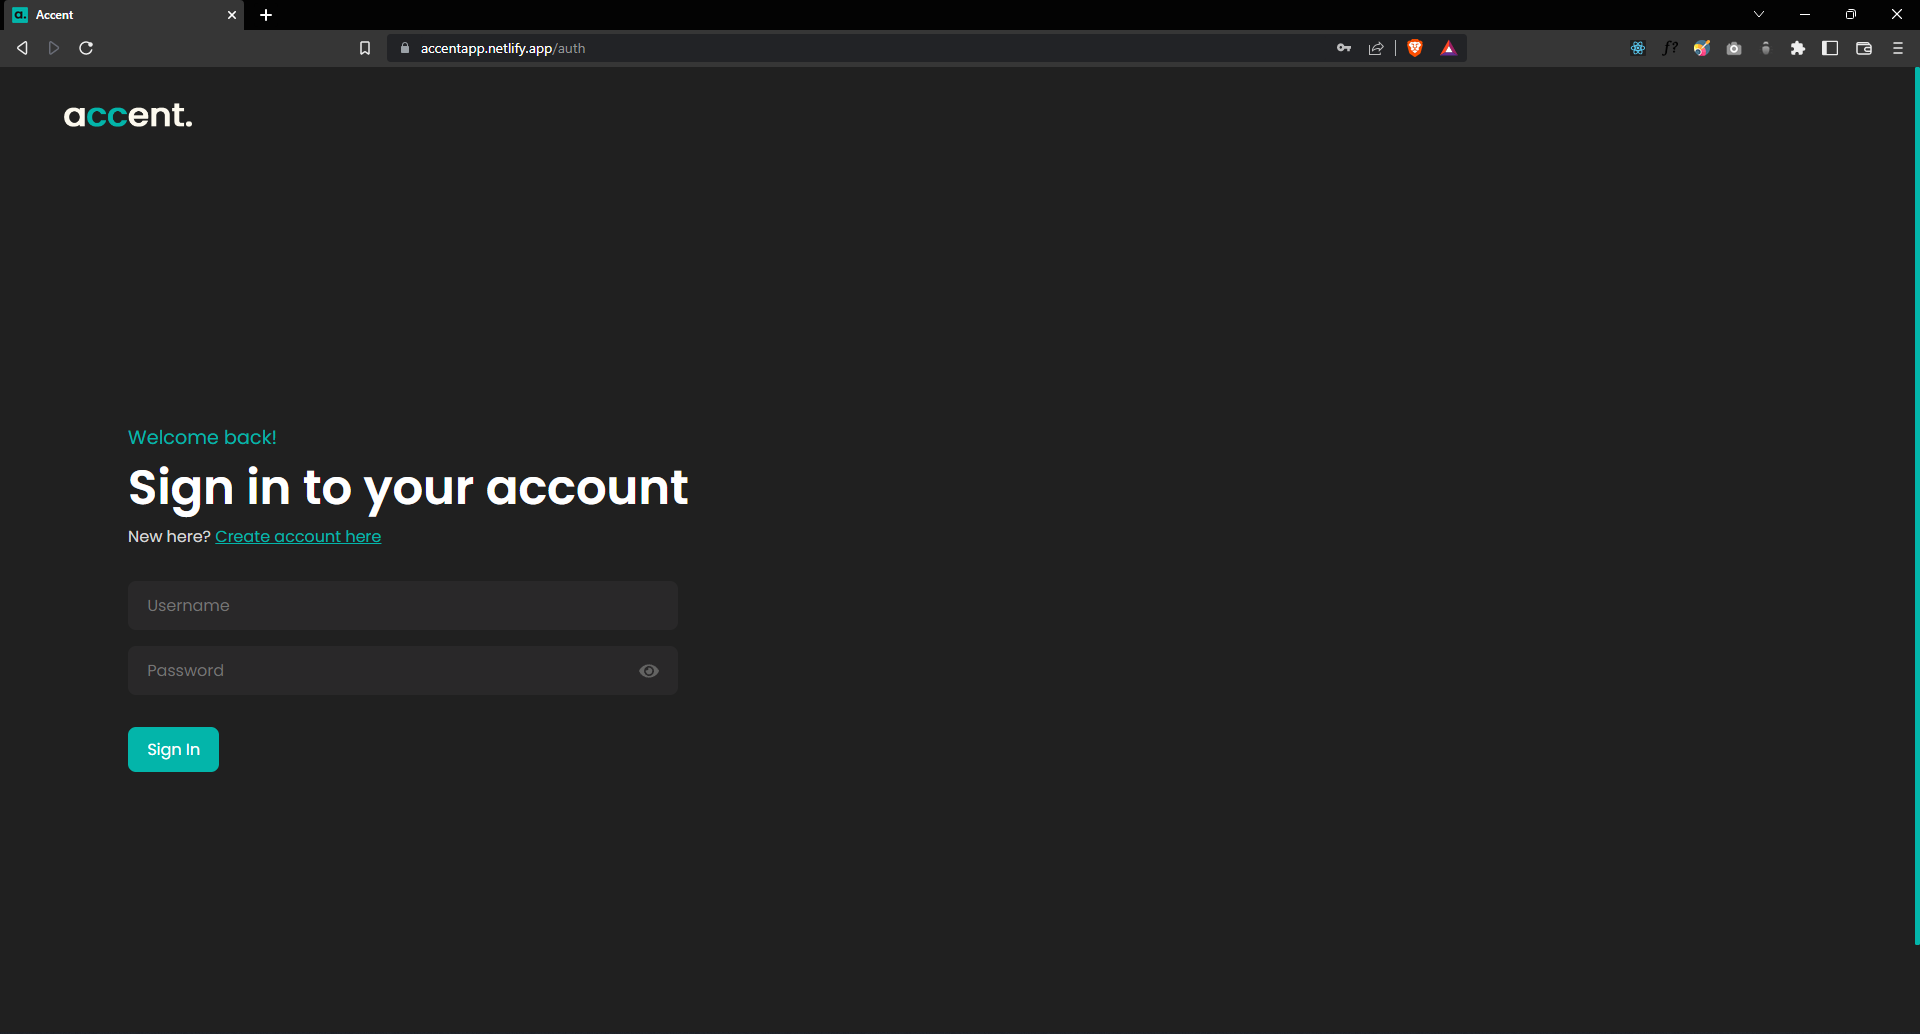 a. Accent
accentapp.netlify.app/auth
f?
accent.
Welcome back!
Sign in to your account
New here? Create account here
Username
Password
Sign In